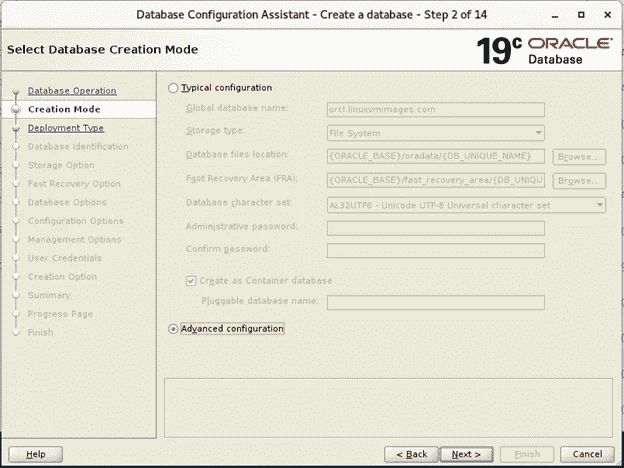 Database Configuration Assistant - Create a database - Step 2 of 14
Select Database Creation Mode
19c ORACLE
Database
Database Operation
Creation Mode
Deployment Type
Database Identification
Storage Option
Fast Recovery Option
Database Options
Configuration Options
Management Options
User Credentials
Creation Option
Summary
Progress Page
Finish
Typical configuration
Global database name: orcl.linuxvmimages.com
Storage type: File System
Database files location: {ORACLE_BASE}/oradata/{DB_UNIQUE_NAME} Browse...
Fast Recovery Area (FRA): {ORACLE_BASE}/fast_recovery_area/{DB_UNIQU Browse...
Database character set: AL32UTF8 - Unicode UTF-8 Universal character set
Administrative password:
Confirm password:
Create as Container database
Pluggable database name:
Advanced configuration
Help < Back Next > Finish Cancel